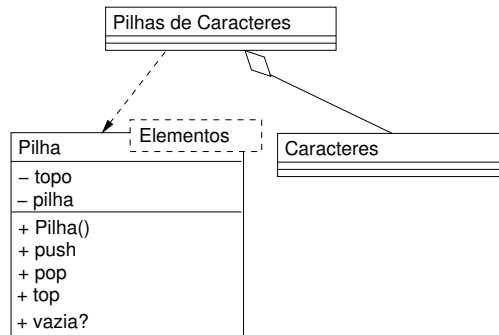 Pilhas de Caracteres
Elementos
Pilha
– topo
– pilha
+ Pilha()
+ push
+ pop
+ top
+ vazia?
Caracteres